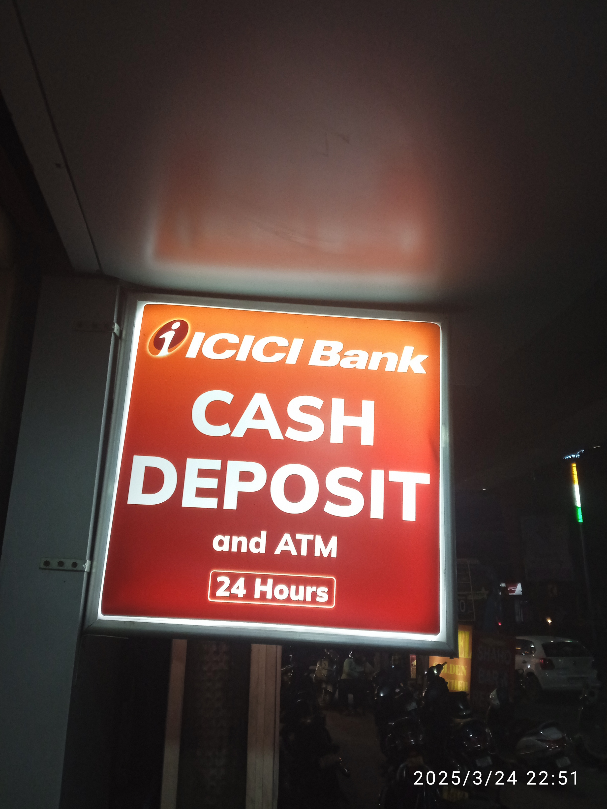 ICICI Bank
CASH
DEPOSIT
and ATM
24 Hours
2025/3/24 22:51